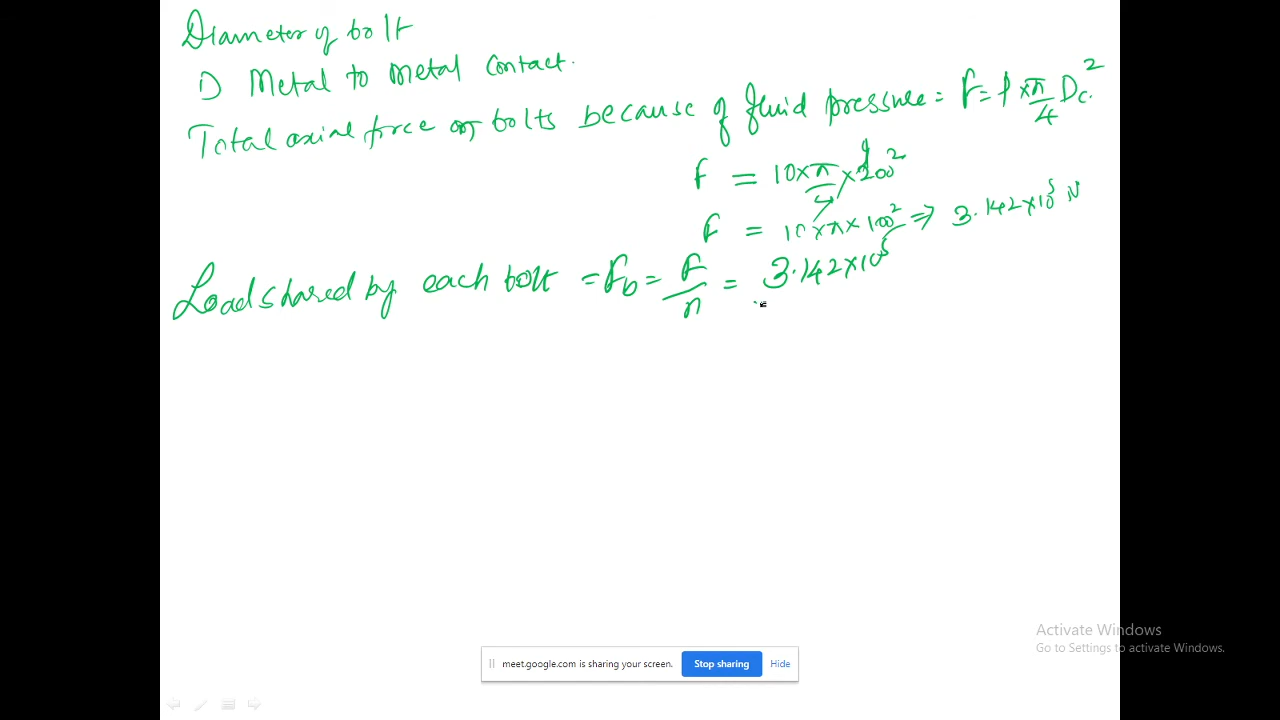 Diameter of bolt
1) Metal to Metal Contact.
Total axial force on bolts because of fluid pressure = F = P × π/4 Dc²
F = 10 × π/4 × 200²
F = 10 × π × 100² ⇒ 3.142 × 10⁵ N
Load shared by each bolt = Fb = F/n = 3.142 × 10⁵
Activate Windows
Go to Settings to activate Windows.
meet.google.com is sharing your screen. Stop sharing Hide